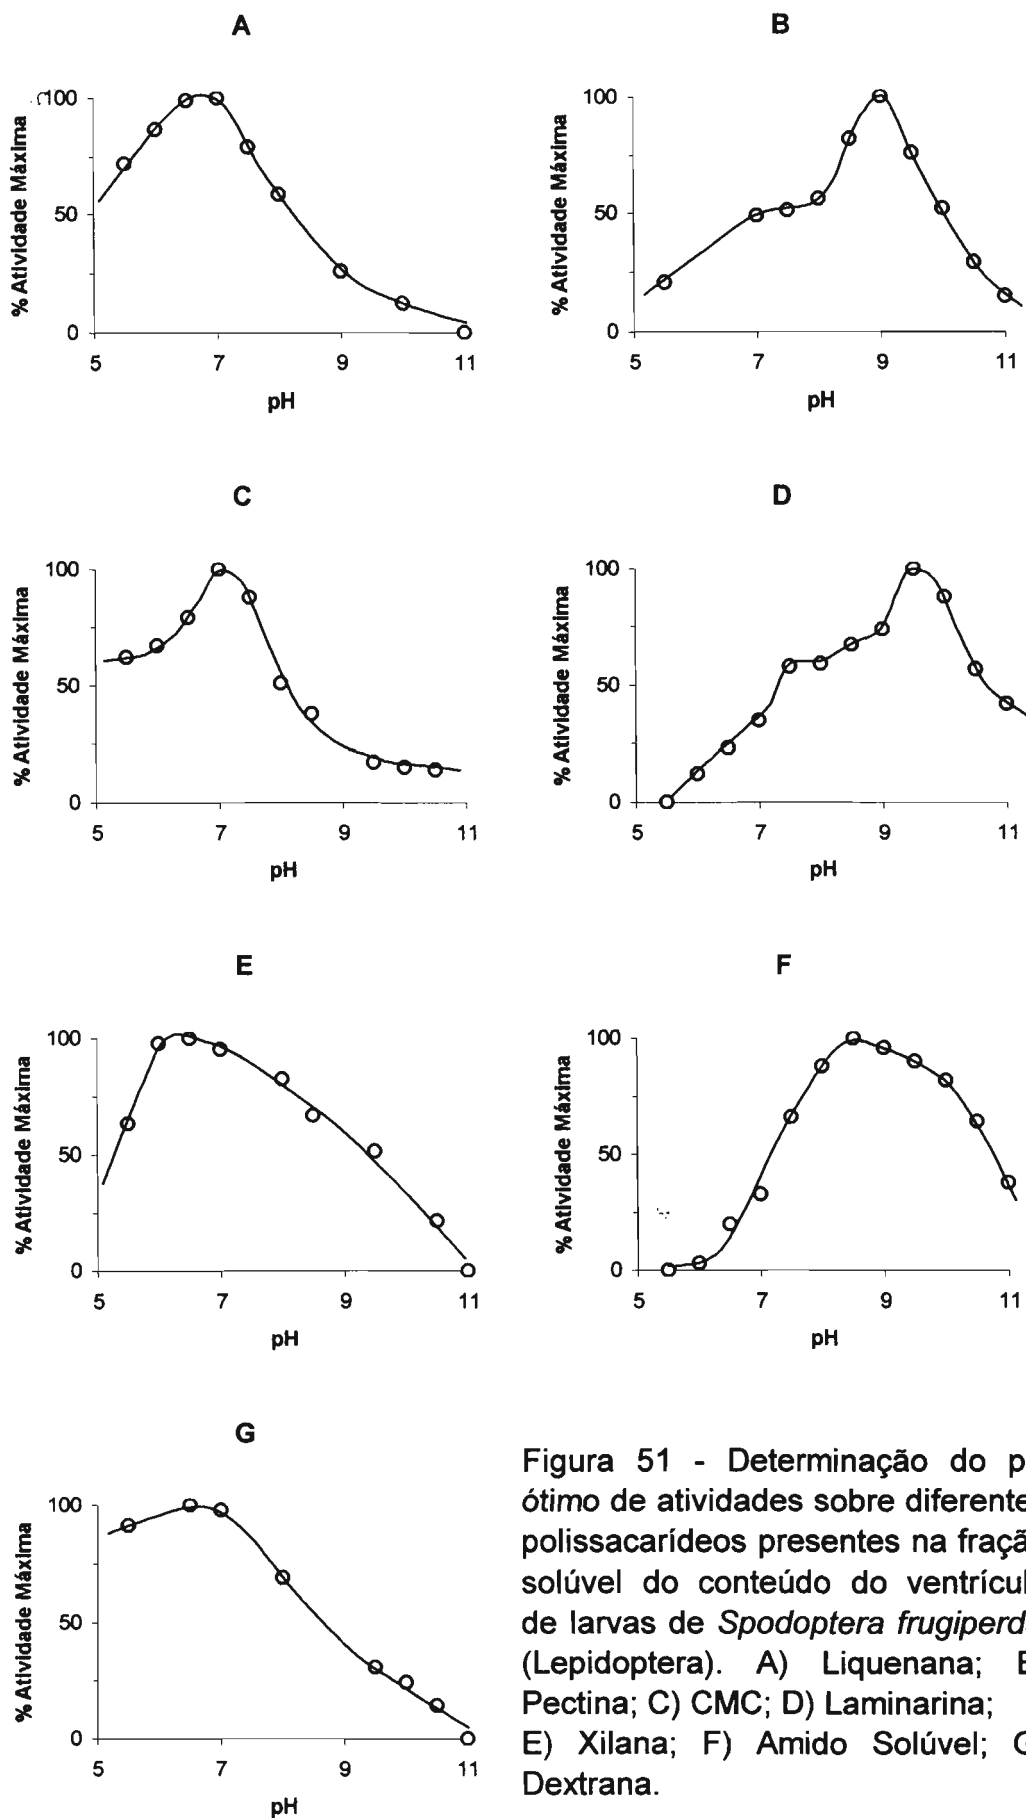 A
% Atividade Máxima
100
50
0
5 7 9 11
pH
B
% Atividade Máxima
100
50
0
5 7 9 11
pH
C
% Atividade Máxima
100
50
0
5 7 9 11
pH
D
% Atividade Máxima
100
50
0
5 7 9 11
pH
E
% Atividade Máxima
100
50
0
5 7 9 11
pH
F
% Atividade Máxima
100
50
0
5 7 9 11
pH
G
% Atividade Máxima
100
50
0
5 7 9 11
pH
Figura 51 - Determinação do p
ótimo de atividades sobre diferente
polissacarídeos presentes na fração
solúvel do conteúdo do ventrícul
de larvas de Spodoptera frugiperd
(Lepidoptera). A) Liquenana;
Pectina; C) CMC; D) Laminarina;
E) Xilana; F) Amido Solúvel; G
Dextrana.